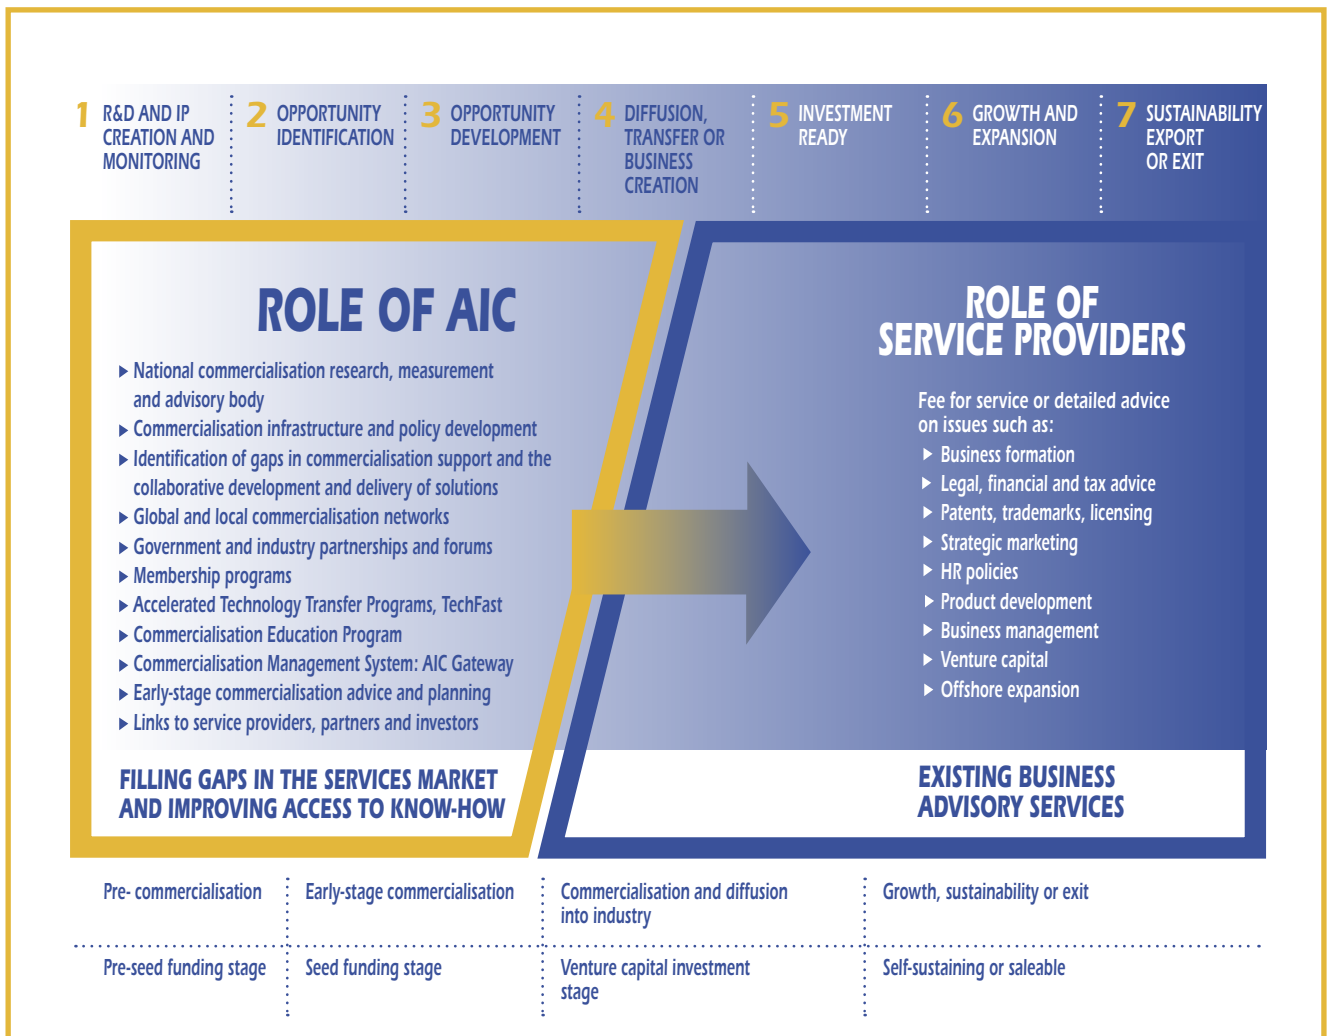 1 R&D AND IP
CREATION AND
MONITORING
2 OPPORTUNITY
IDENTIFICATION
3 OPPORTUNITY
DEVELOPMENT
4 DIFFUSION,
TRANSFER OR
BUSINESS
CREATION
5 INVESTMENT
READY
6 GROWTH AND
EXPANSION
7 SUSTAINABILITY
EXPORT
OR EXIT
ROLE OF AIC
National commercialisation research, measurement
and advisory body
Commercialisation infrastructure and policy development
Identification of gaps in commercialisation support and the
collaborative development and delivery of solutions
Global and local commercialisation networks
Government and industry partnerships and forums
Membership programs
Accelerated Technology Transfer Programs, TechFast
Commercialisation Education Program
Commercialisation Management System: AIC Gateway
Early-stage commercialisation advice and planning
Links to service providers, partners and investors
FILLING GAPS IN THE SERVICES MARKET
AND IMPROVING ACCESS TO KNOW-HOW
ROLE OF
SERVICE PROVIDERS
Fee for service or detailed advice
on issues such as:
Business formation
Legal, financial and tax advice
Patents, trademarks, licensing
Strategic marketing
HR policies
Product development
Business management
Venture capital
Offshore expansion
EXISTING BUSINESS
ADVISORY SERVICES
Pre- commercialisation
Early-stage commercialisation
Commercialisation and diffusion
into industry
Growth, sustainability or exit
Pre-seed funding stage
Seed funding stage
Venture capital investment
stage
Self-sustaining or saleable